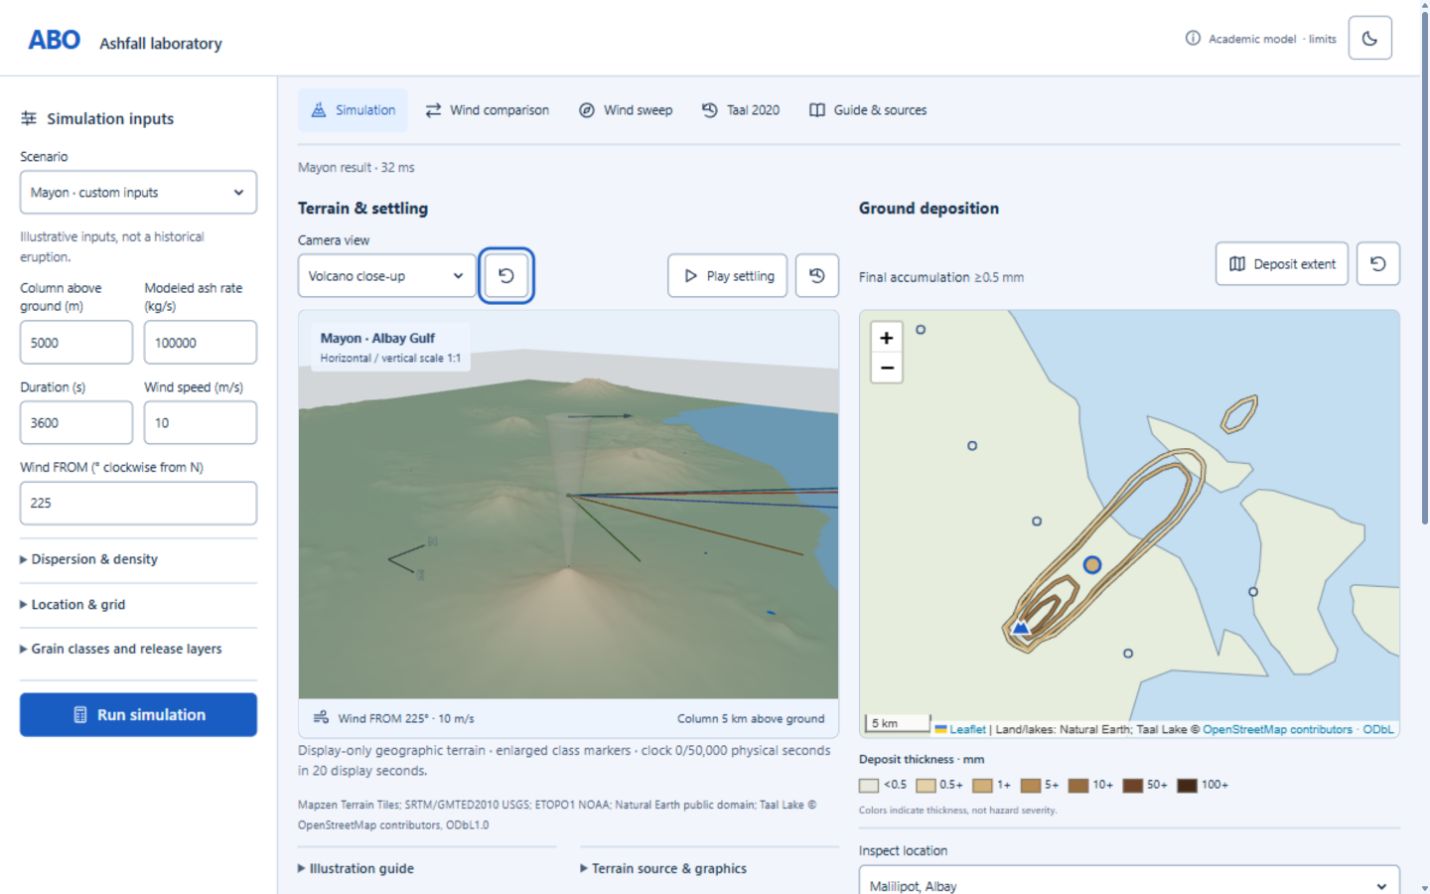 ABO Ashfall laboratory
Academic model · limits
Simulation inputs
Scenario
Mayon · custom inputs
Illustrative inputs, not a historical
eruption.
Column above
ground (m)
Modeled ash rate
(kg/s)
5000
100000
Duration (s)
Wind speed (m/s)
3600
10
Wind FROM (° clockwise from N)
225
Dispersion & density
Location & grid
Grain classes and release layers
Run simulation
Simulation
Wind comparison
Wind sweep
Taal 2020
Guide & sources
Mayon result · 32 ms
Terrain & settling
Camera view
Volcano close-up
Play settling
Mayon · Albay Gulf
Horizontal / vertical scale 1:1
Wind FROM 225° · 10 m/s
Column 5 km above ground
Display-only geographic terrain · enlarged class markers · clock 0/50,000 physical seconds
in 20 display seconds.
Mapzen Terrain Tiles; SRTM/GMTED2010 USGS; ETOPO1 NOAA; Natural Earth public domain; Taal Lake ©
OpenStreetMap contributors, ODbL1.0
Illustration guide
Terrain source & graphics
Ground deposition
Final accumulation ≥0.5 mm
Deposit extent
+
−
5 km
Leaflet | Land/lakes: Natural Earth; Taal Lake © OpenStreetMap contributors · ODbL
Deposit thickness · mm
<0.5 0.5+ 1+ 5+ 10+ 50+ 100+
Colors indicate thickness, not hazard severity.
Inspect location
Malilipot, Albay